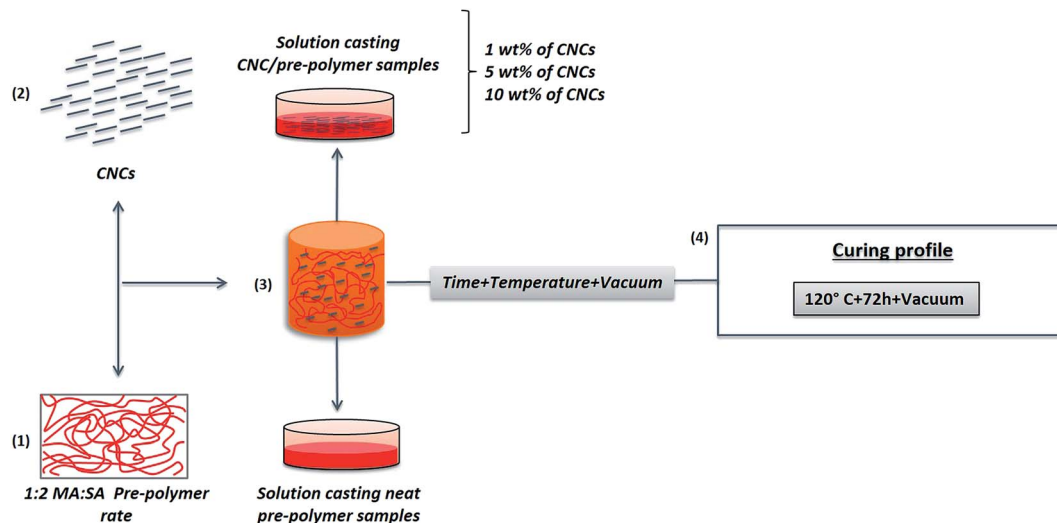 (2)
CNCs
Solution casting
CNC/pre-polymer samples
1 wt% of CNCs
5 wt% of CNCs
10 wt% of CNCs
(3)
Time+Temperature+Vacuum
(4)
Curing profile
120° C+72h+Vacuum
(1)
1:2 MA:SA Pre-polymer
rate
Solution casting neat
pre-polymer samples